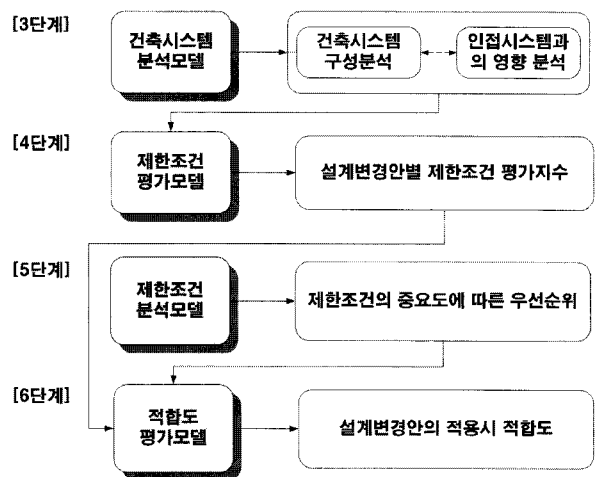 [3단계]
건축시스템
분석모델
건축시스템
구성분석
인접시스템과
의 영향 분석
[4단계]
제한조건
평가모델
설계변경안별 제한조건 평가지수
[5단계]
제한조건
분석모델
제한조건의 중요도에 따른 우선순위
[6단계]
적합도
평가모델
설계변경안의 적용시 적합도